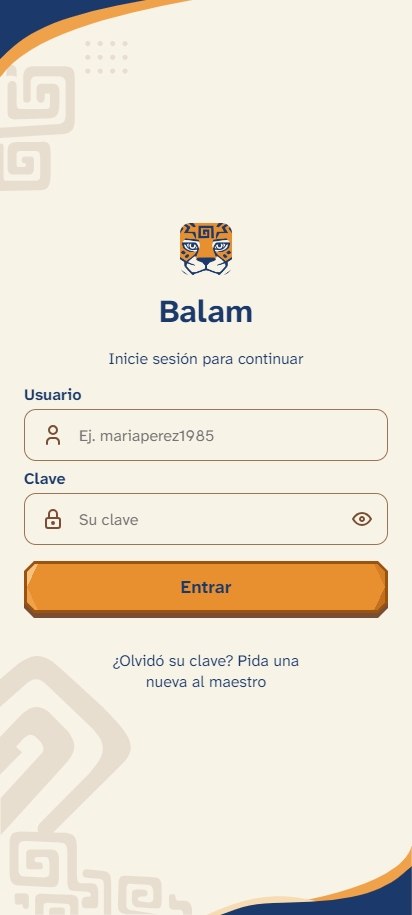 Balam
Inicie sesión para continuar
Usuario
Ej. mariaperez1985
Clave
Su clave
Entrar
¿Olvidó su clave? Pida una
nueva al maestro